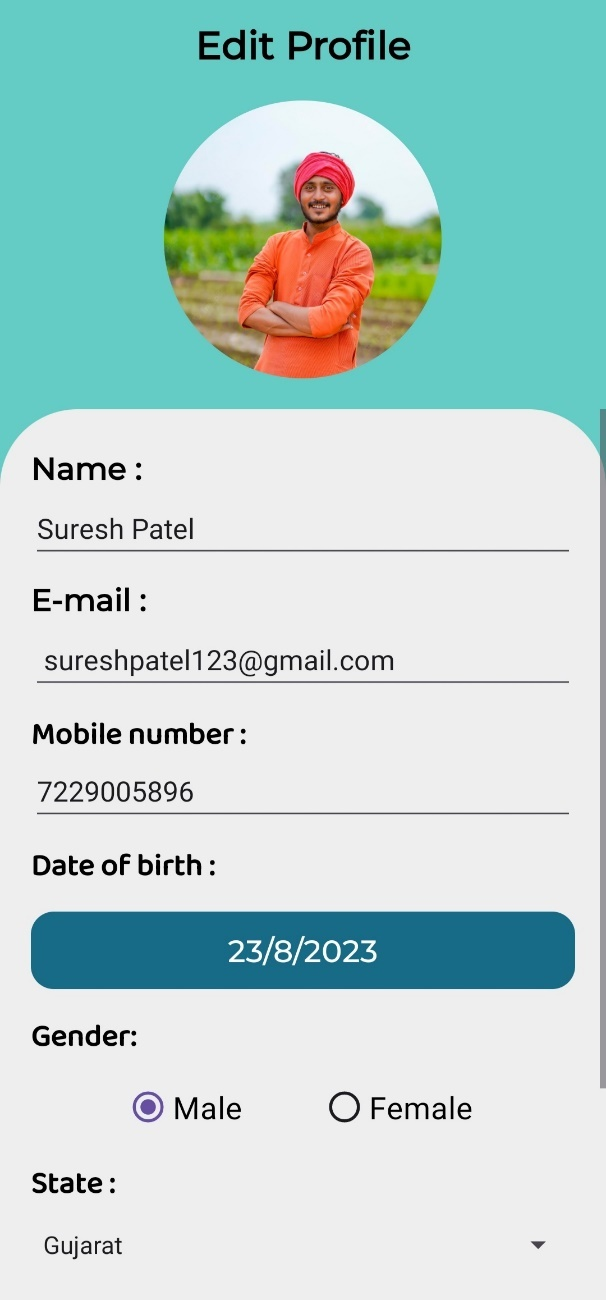 Edit Profile
Name :
Suresh Patel
E-mail :
sureshpatel123@gmail.com
Mobile number :
7229005896
Date of birth :
23/8/2023
Gender:
Male Female
State :
Gujarat